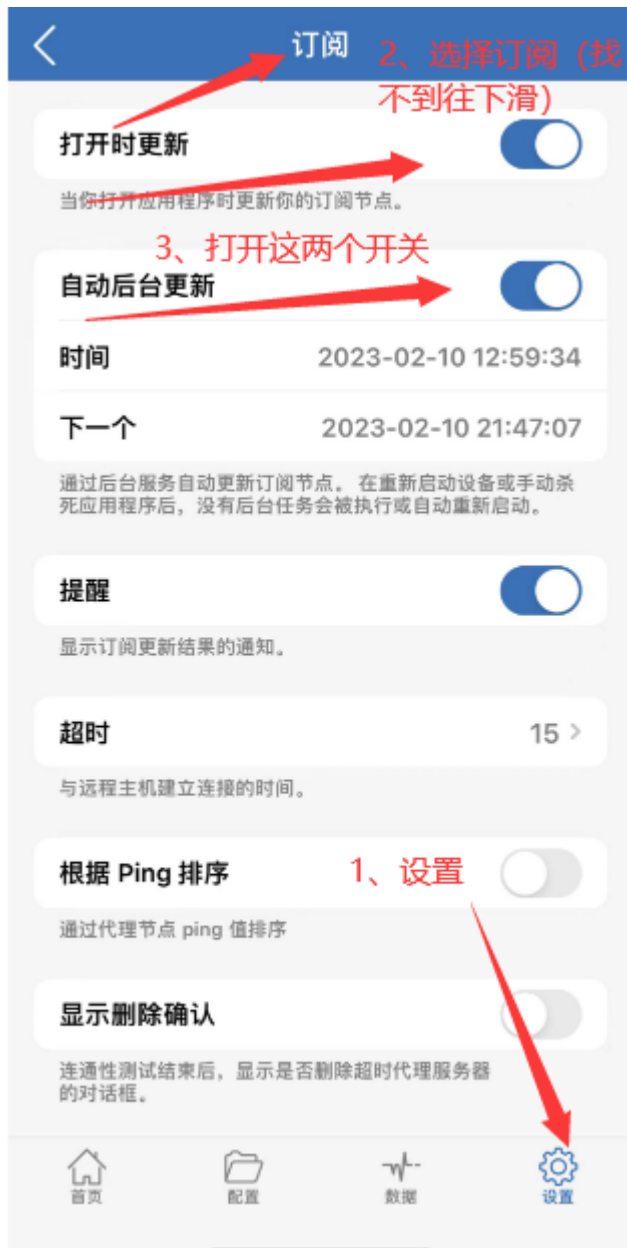 订阅
2、选择订阅（找
不到往下滑）
打开时更新
当你打开应用程序时更新你的订阅节点。
3、打开这两个开关
自动后台更新
时间 2023-02-10 12:59:34
下一个 2023-02-10 21:47:07
通过后台服务自动更新订阅节点。 在重新启动设备或手动杀
死应用程序后，没有后台任务会被执行或自动重新启动。
提醒
显示订阅更新结果的通知。
超时 15
与远程主机建立连接的时间。
根据 Ping 排序
1、设置
通过代理节点 ping 值排序
显示删除确认
连通性测试结束后，显示是否删除超时代理服务器
的对话框。
首页 配置 数据 设置